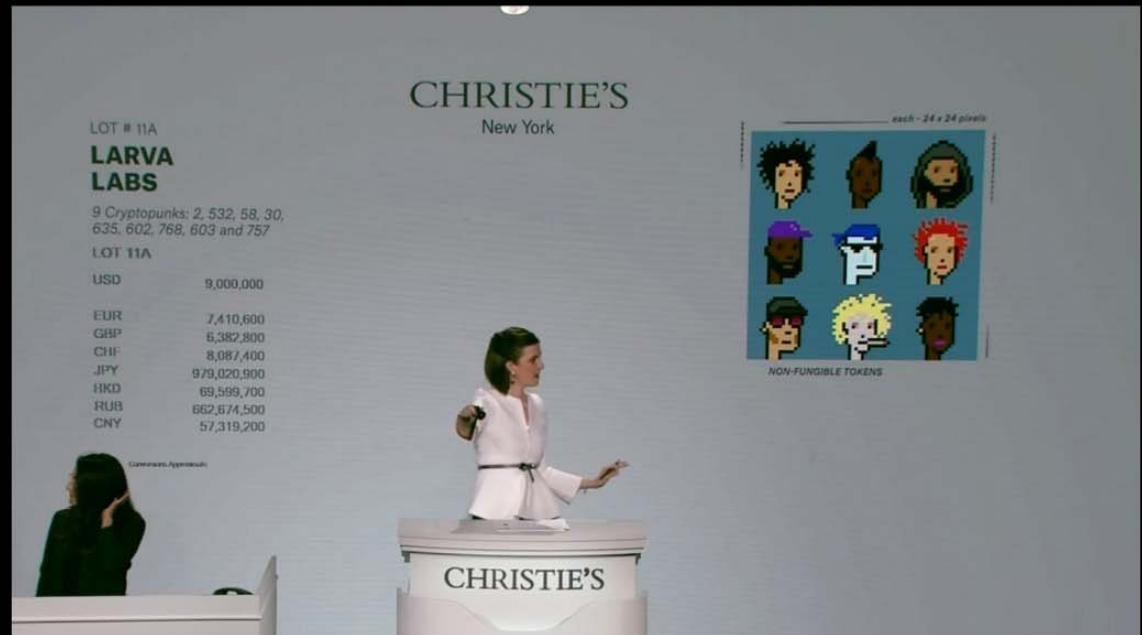 CHRISTIE'S
New York
LOT # 11A
LARVA
LABS
9 Cryptopunks: 2, 532, 58, 30,
635, 602, 768, 603 and 757
LOT 11A
USD 9,000,000
EUR 7,410,600
GBP 6,382,800
CHF 8,087,400
JPY 979,020,900
HKD 69,599,700
RUB 662,674,500
CNY 57,319,200
each - 24 x 24 pixels
NON-FUNGIBLE TOKENS
CHRISTIE'S